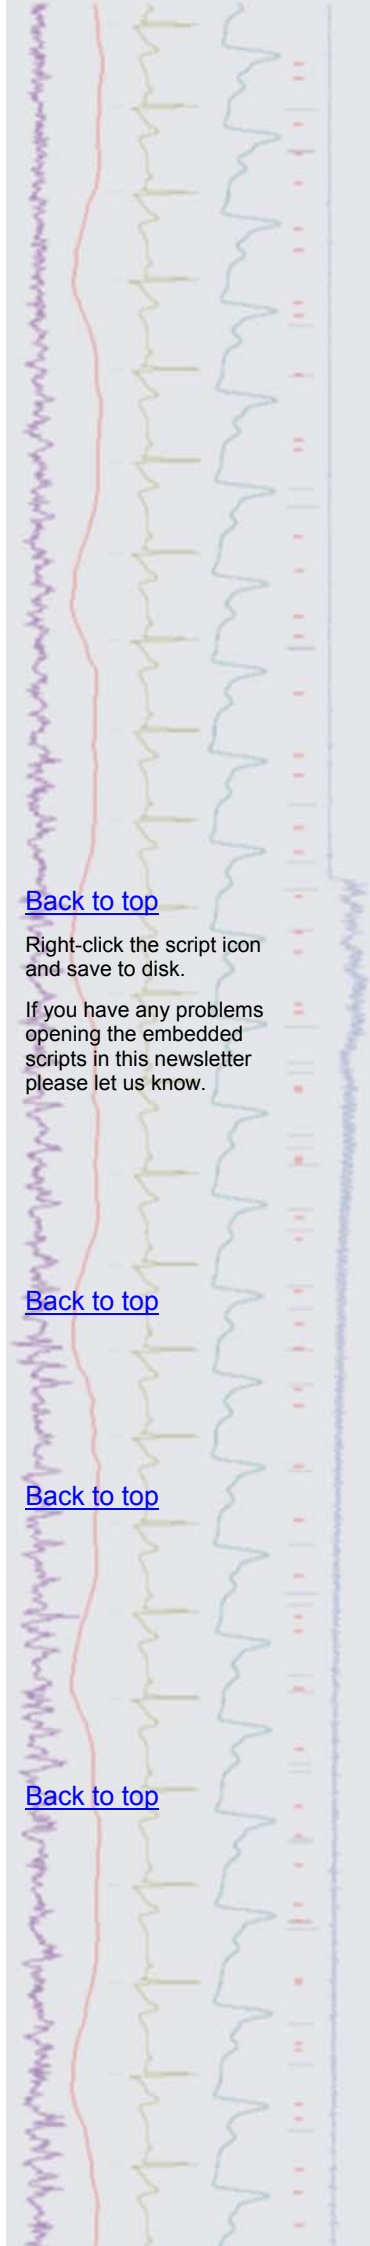 Back to top
Right-click the script icon
and save to disk.
If you have any problems
opening the embedded
scripts in this newsletter
please let us know.
Back to top
Back to top
Back to top